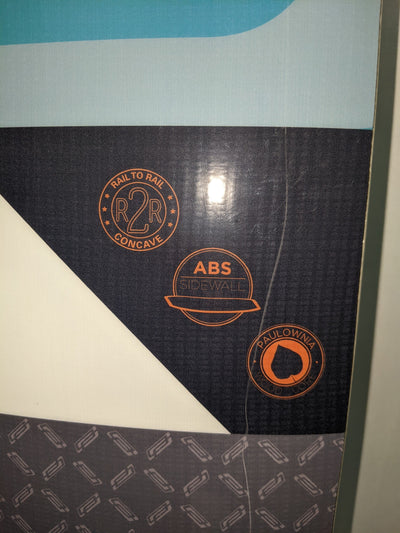 RAIL TO RAIL
R2R
CONCAVE
ABS
SIDEWALL
PAULOWNIA